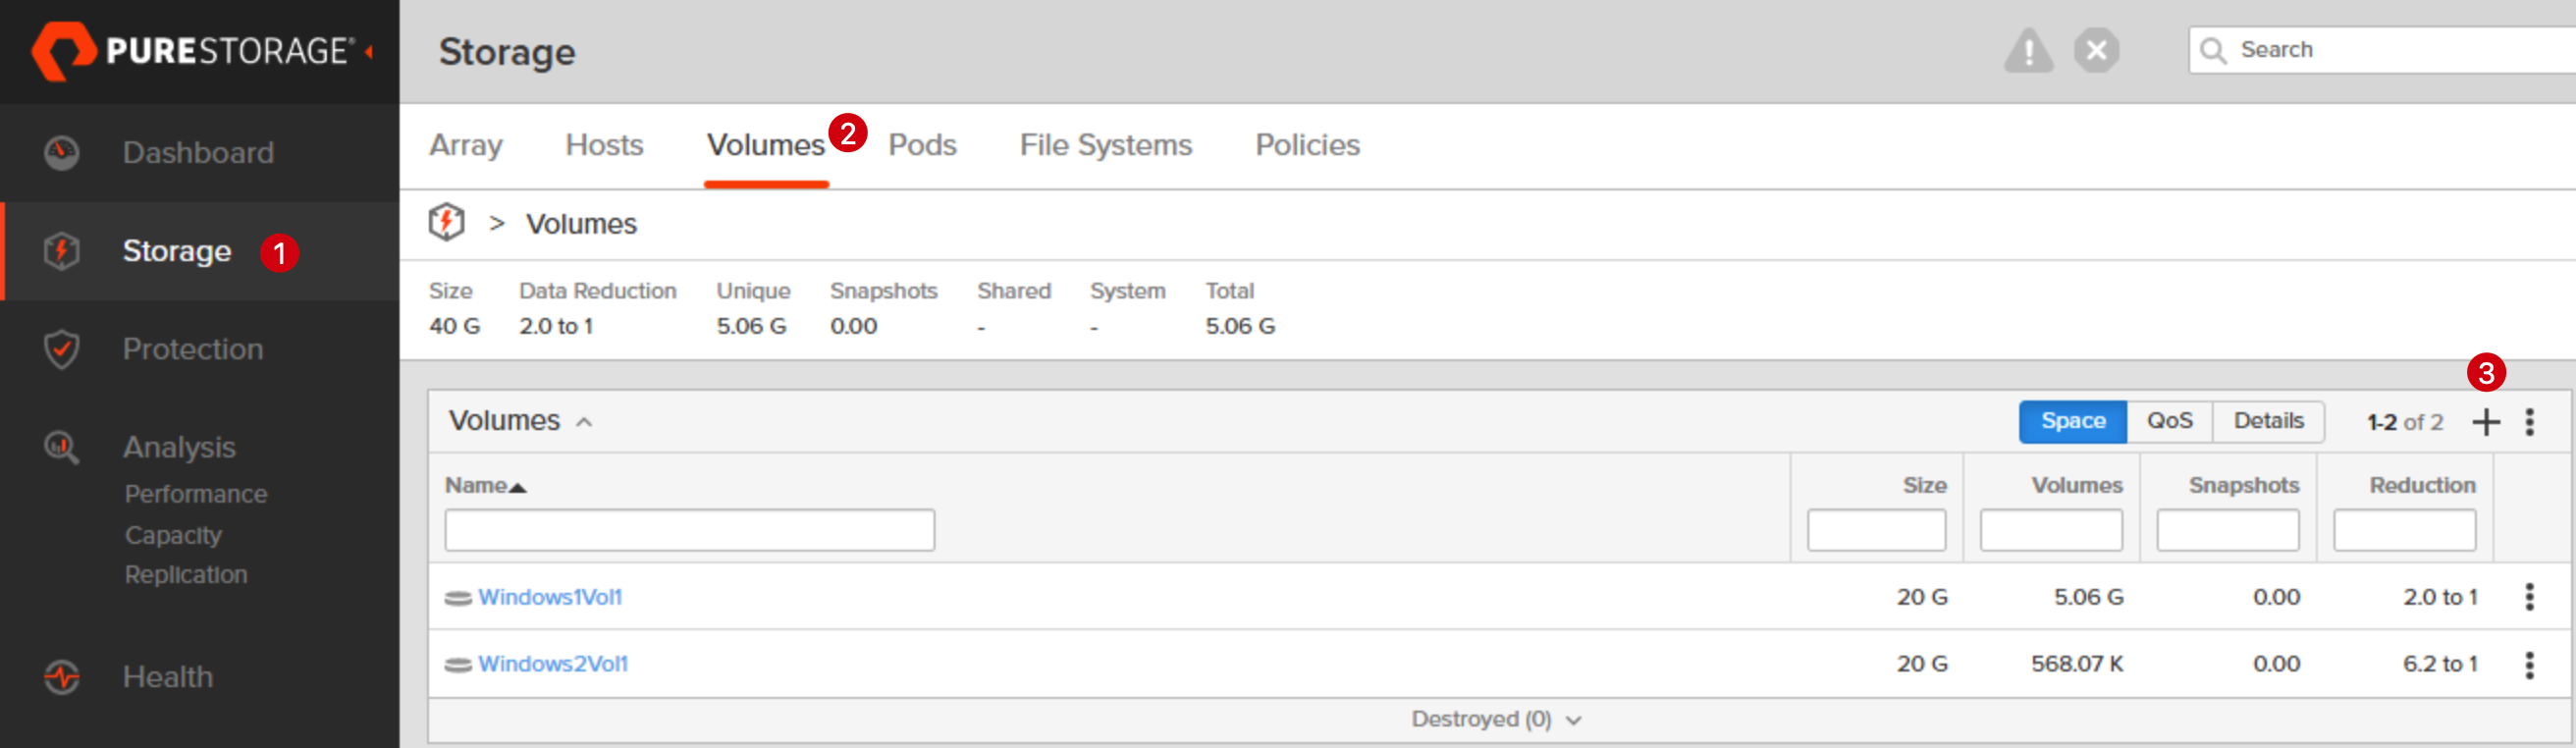 PURESTORAGE®
Dashboard
Storage 1
Protection
Analysis
Performance
Capacity
Replication
Health
Storage
Search
Array Hosts Volumes 2 Pods File Systems Policies
> Volumes
Size Data Reduction Unique Snapshots Shared System Total
40 G 2.0 to 1 5.06 G 0.00 - - 5.06 G
3
Volumes Space QoS Details 1-2 of 2 +
Name▲ Size Volumes Snapshots Reduction
Windows1Vol1 20 G 5.06 G 0.00 2.0 to 1
Windows2Vol1 20 G 568.07 K 0.00 6.2 to 1
Destroyed (0)